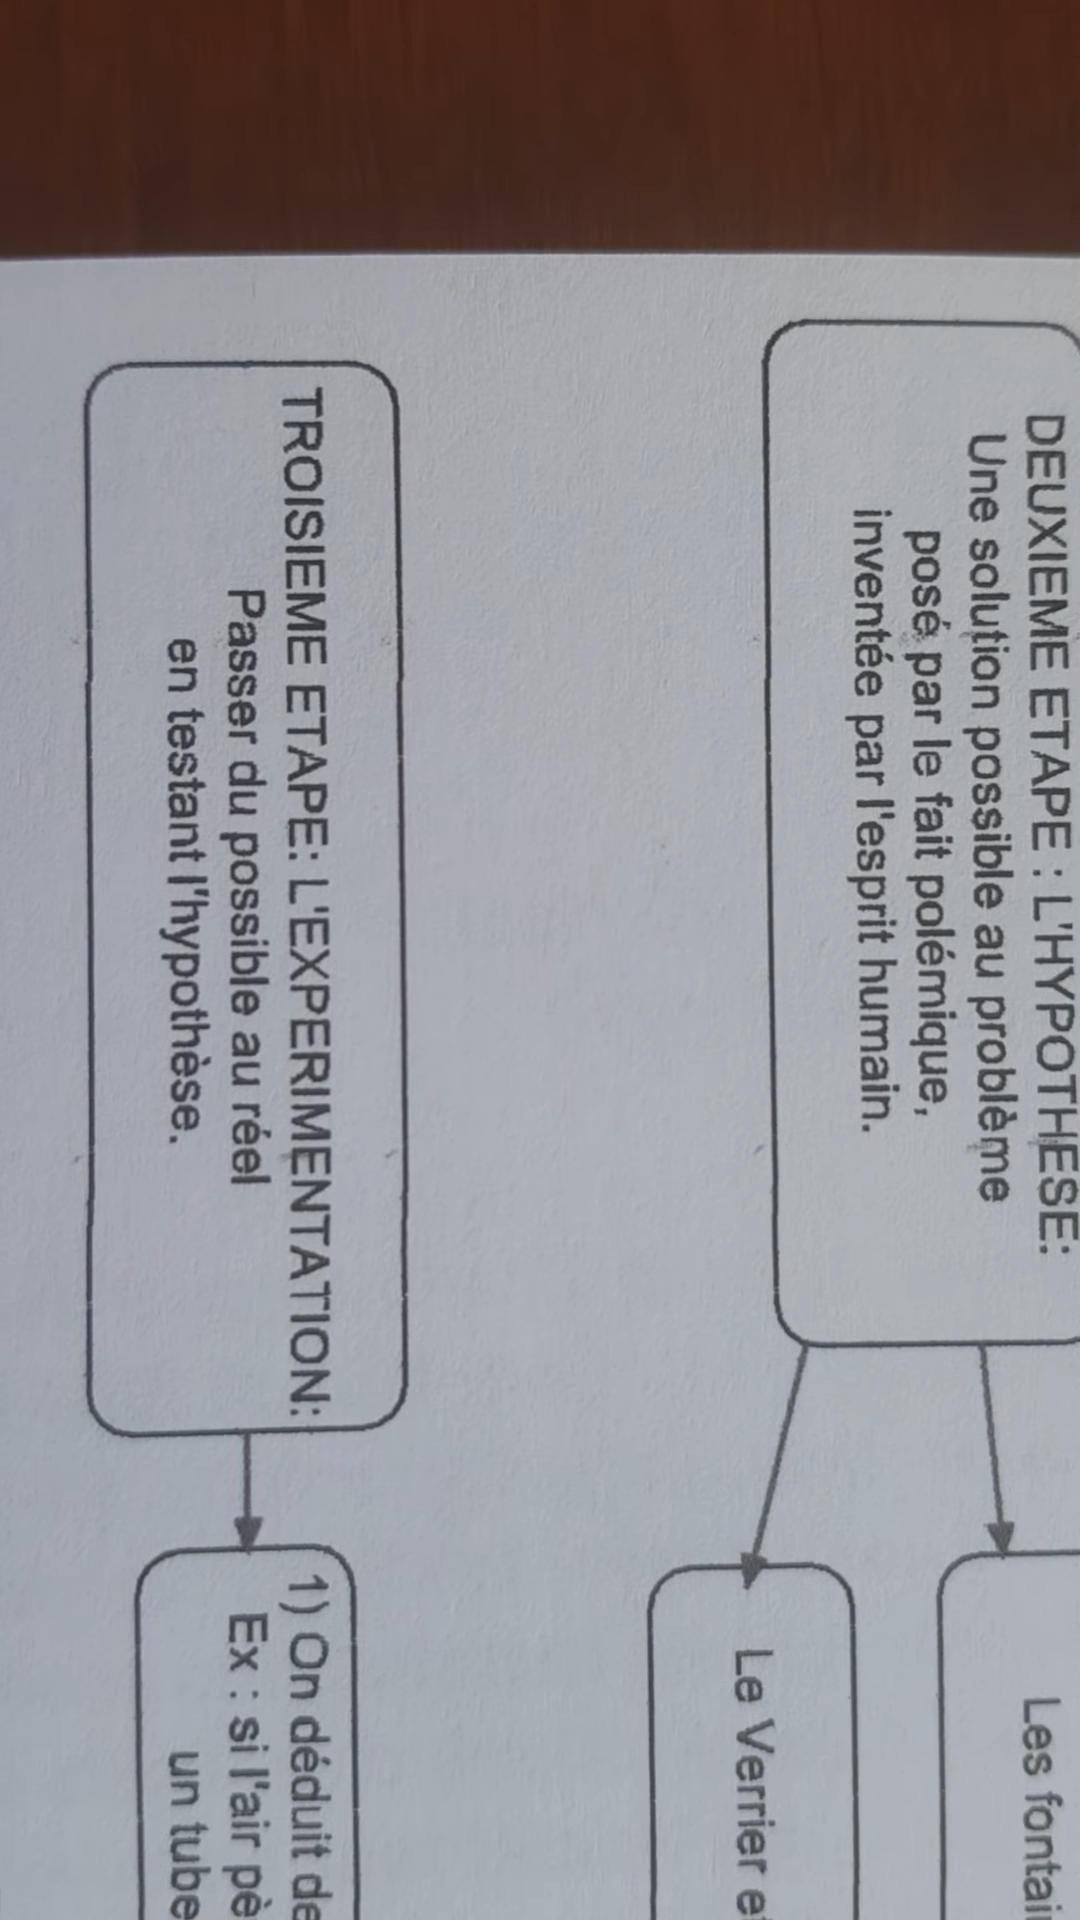 DEUXIEME ETAPE : L'HYPOTHESE:
Une solution possible au problème
posé par le fait polémique,
inventée par l'esprit humain.
Les
Le Verrier
TROISIEME ETAPE: L'EXPERIMENTATION:
Passer du possible au réel
en testant l'hypothèse.
1) On déduit de
Ex : si l'air
un tube